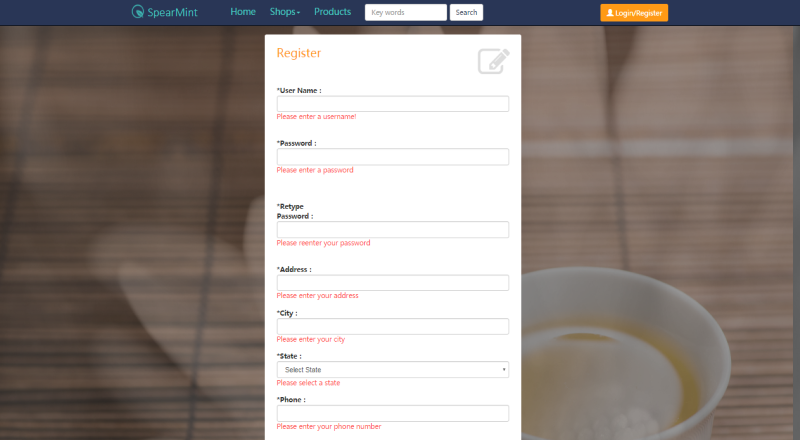 SpearMint Home Shops Products Key words Search Login/Register
Register
*User Name :
Please enter a username!
*Password :
Please enter a password
*Retype
Password :
Please reenter your password
*Address :
Please enter your address
*City :
Please enter your city
*State :
Select State
Please select a state
*Phone :
Please enter your phone number